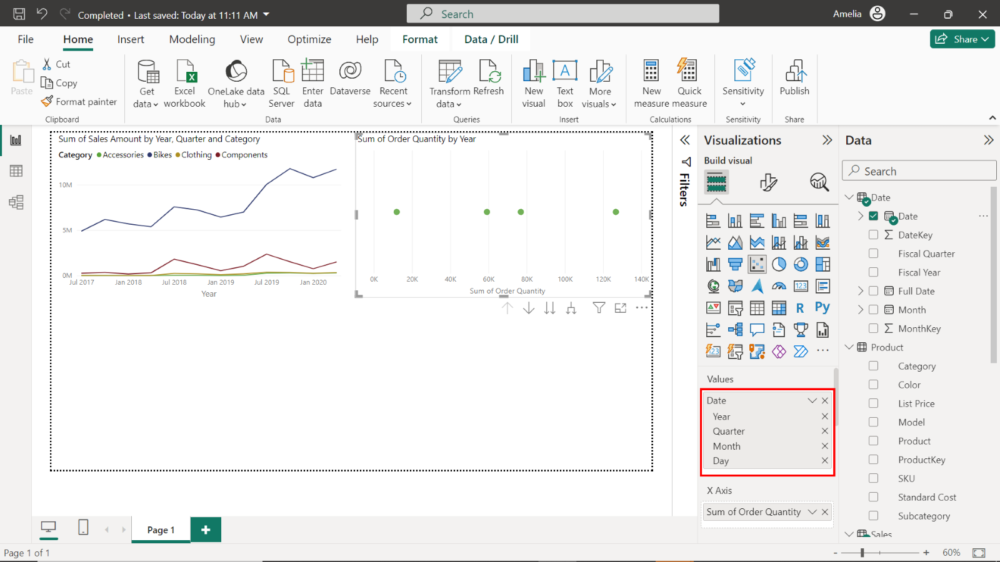 Completed • Last saved: Today at 11:11 AM
Search
Amelia
File Home Insert Modeling View Optimize Help Format Data / Drill
Share
Paste
Cut
Copy
Format painter
Clipboard
Get data
Excel workbook
OneLake data hub
SQL Server
Enter data
Dataverse
Recent sources
Data
Transform data
Refresh
Queries
New visual
Text box
More visuals
Insert
New measure
Quick measure
Calculations
Sensitivity
Sensitivity
Publish
Share
Sum of Sales Amount by Year, Quarter and Category
Category Accessories Bikes Clothing Components
10M
5M
0M
Jul 2017 Jan 2018 Jul 2018 Jan 2019 Jul 2019 Jan 2020
Year
Sum of Order Quantity by Year
0K 20K 40K 60K 80K 100K 120K 140K
Sum of Order Quantity
Filters
Visualizations
Build visual
123
R
Py
123
Values
Date
Year
Quarter
Month
Day
X Axis
Sum of Order Quantity
Data
Search
Date
Date
DateKey
Fiscal Quarter
Fiscal Year
Full Date
Month
MonthKey
Product
Category
Color
List Price
Model
Product
ProductKey
SKU
Standard Cost
Subcategory
Sales
Page 1
Page 1 of 1
- + 60%